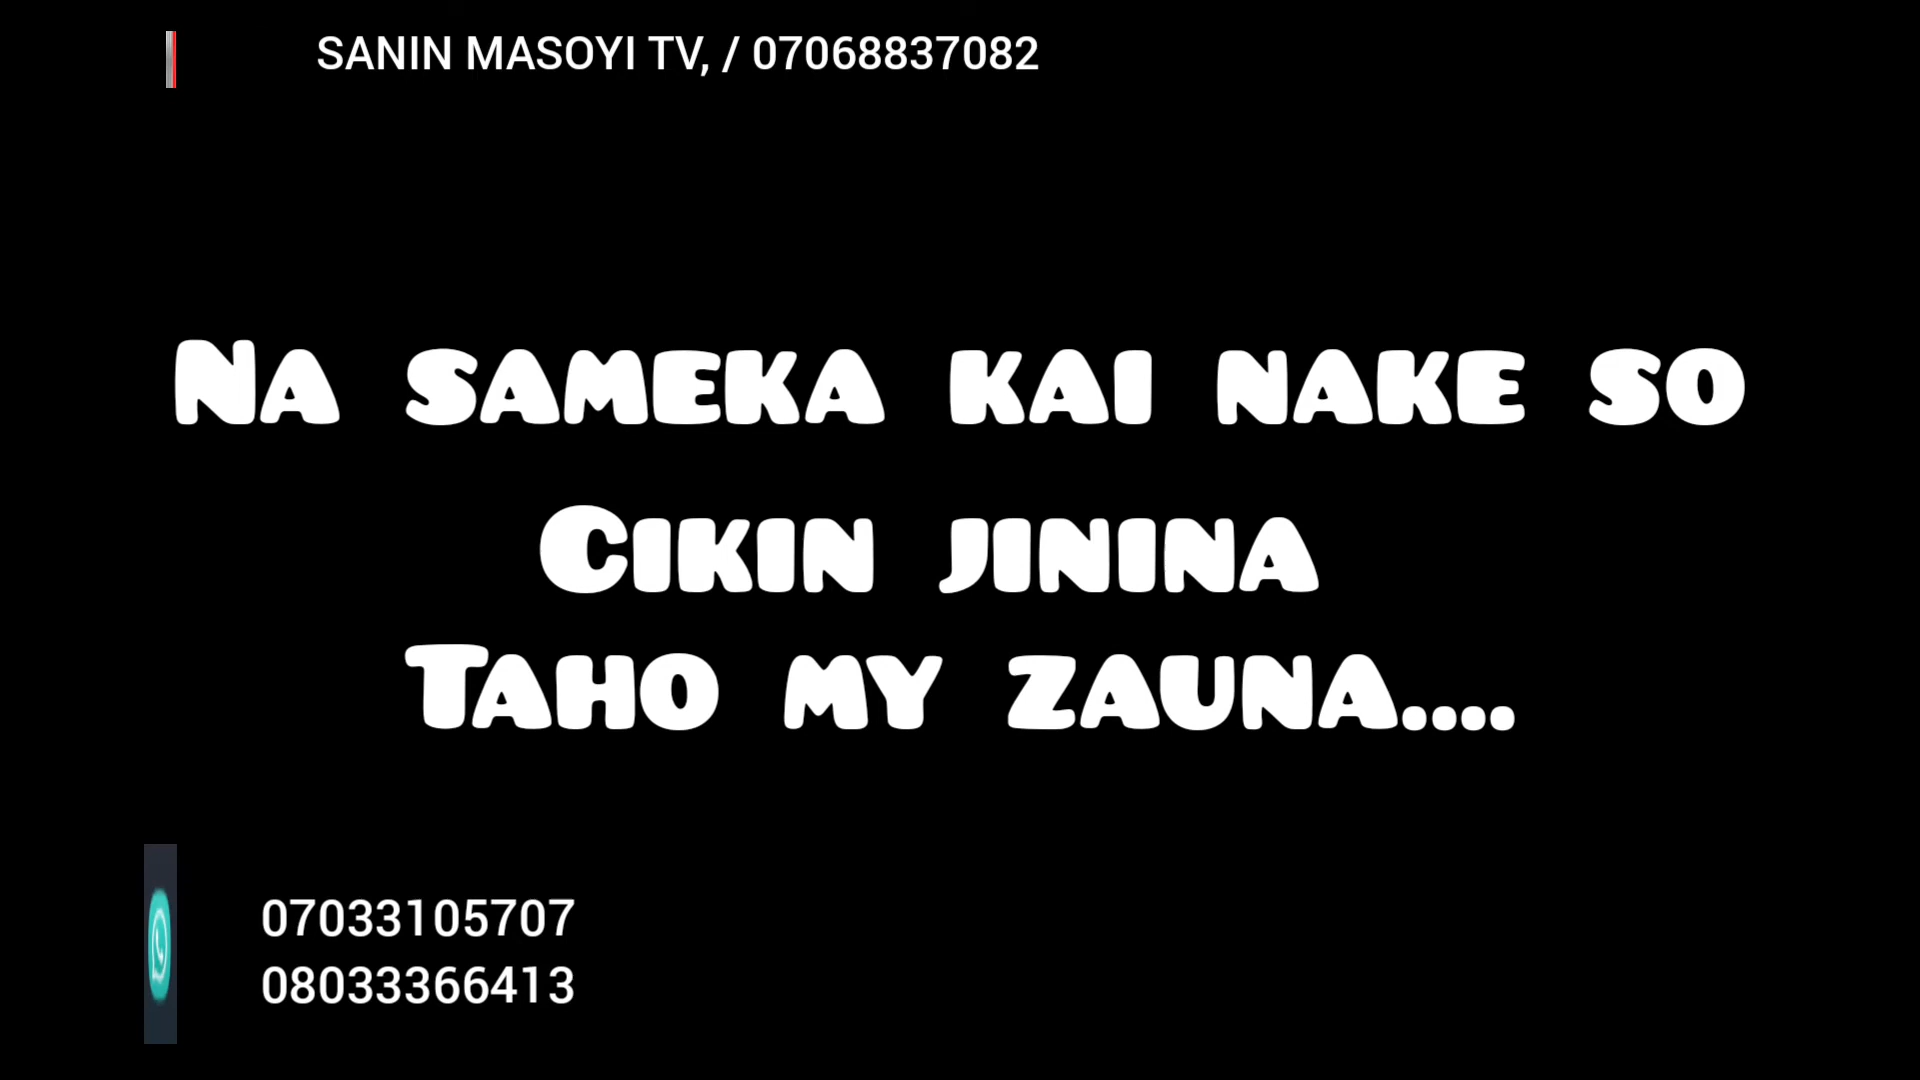 SANIN MASOYI TV, / 07068837082
Na sameka kai nake so
Cikin jinina
Taho my zauna....
07033105707
08033366413